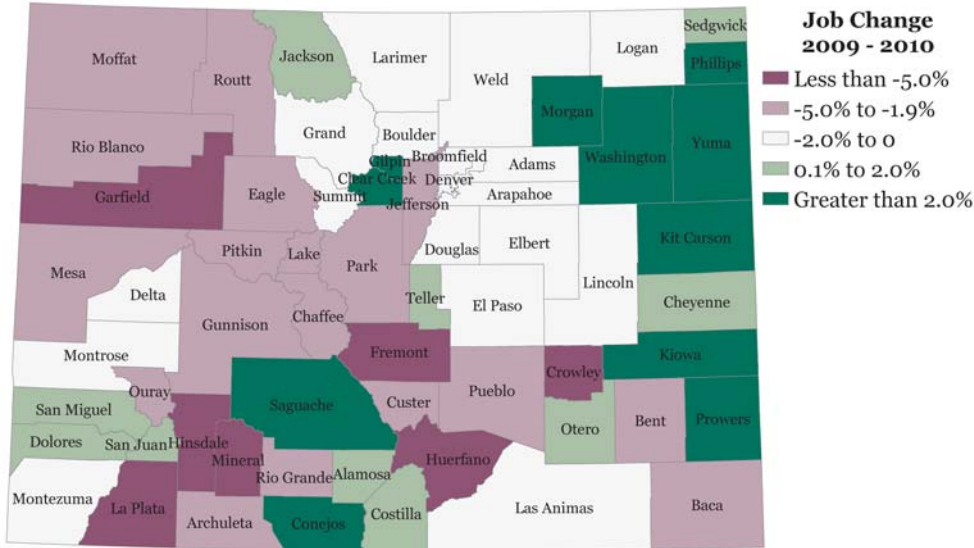 Job Change
2009 - 2010
Less than -5.0%
-5.0% to -1.9%
-2.0% to 0
0.1% to 2.0%
Greater than 2.0%
Moffat
Routt
Jackson
Larimer
Weld
Logan
Sedgwick
Phillips
Morgan
Washington
Yuma
Rio Blanco
Grand
Boulder
Gilpin
Broomfield
Adams
Clear Creek
Denver
Arapahoe
Garfield
Eagle
Summit
Jefferson
Douglas
Elbert
Kit Carson
Mesa
Pitkin
Lake
Park
Lincoln
Delta
Teller
El Paso
Cheyenne
Gunnison
Chaffee
Montrose
Fremont
Crowley
Kiowa
Ouray
Saguache
Custer
Pueblo
San Miguel
Otero
Bent
Prowers
Dolores
San Juan
Hinsdale
Mineral
Rio Grande
Alamosa
Huerfano
Montezuma
La Plata
Archuleta
Conejos
Costilla
Las Animas
Baca